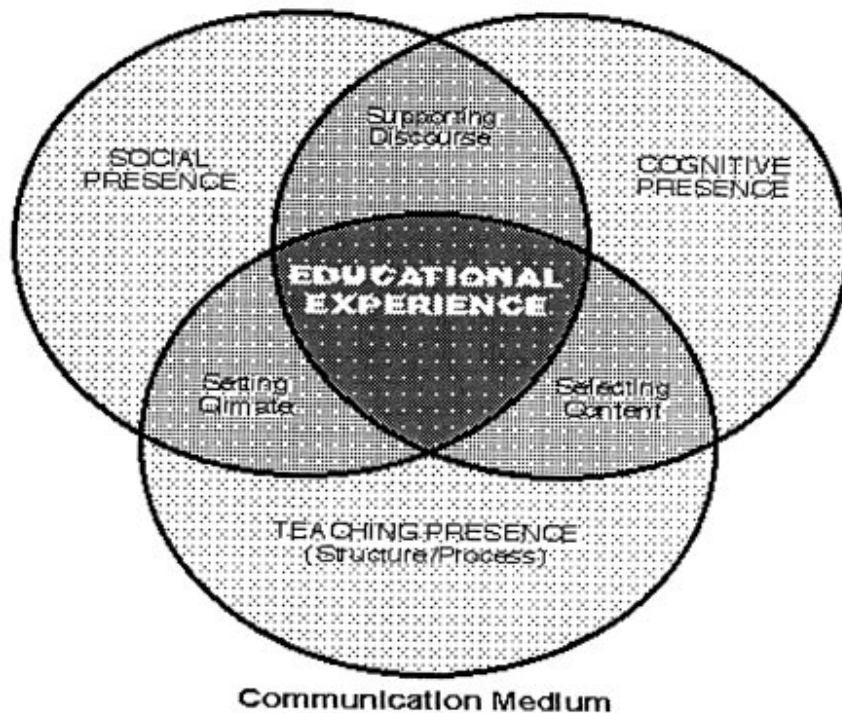 Supporting
Discourse
SOCIAL
PRESENCE
COGNITIVE
PRESENCE
EDUCATIONAL
EXPERIENCE
Setting
Climate
Selecting
Content
TEACHING PRESENCE
(Structure/Process)
Communication Medium